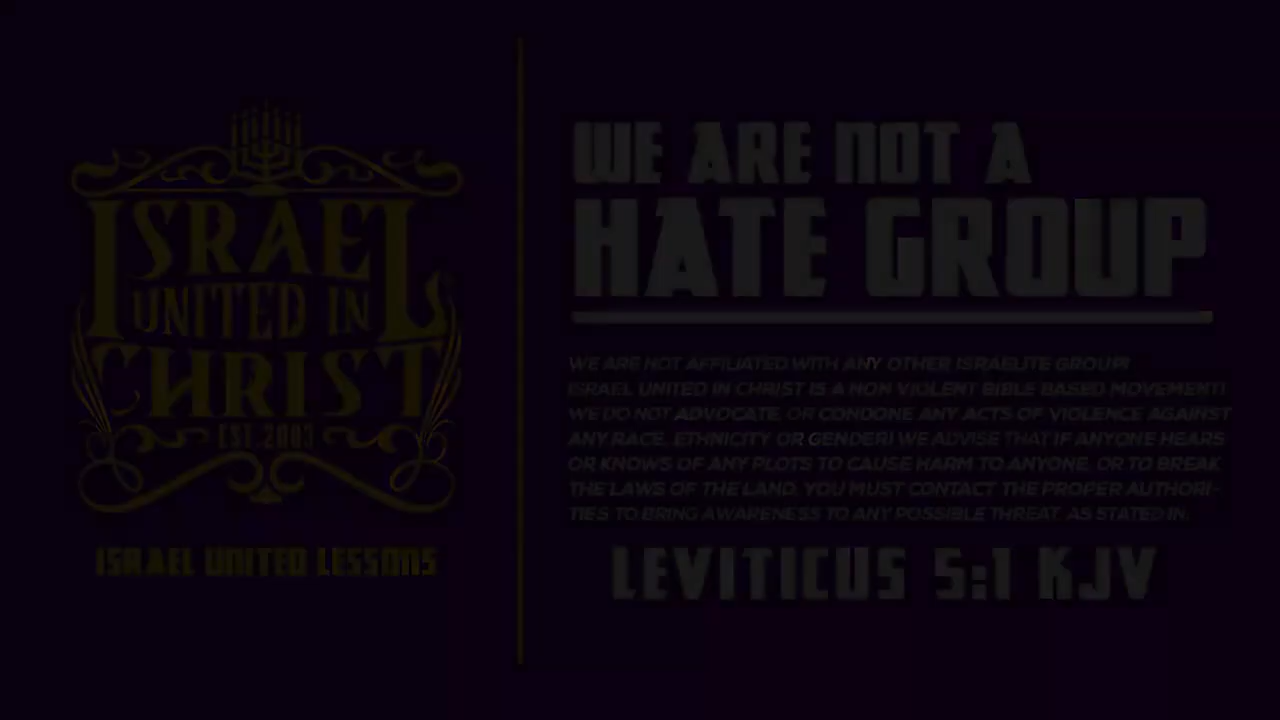 ISRAEL
UNITED IN
CHRIST
EST. 2003
ISRAEL UNITED LESSONS
WE ARE NOT A
HATE GROUP
WE ARE NOT AFFILIATED WITH ANY OTHER ISRAELITE GROUP!
ISRAEL UNITED IN CHRIST IS A NON VIOLENT BIBLE BASED MOVEMENT!
WE DO NOT ADVOCATE, OR CONDONE ANY ACTS OF VIOLENCE AGAINST
ANY RACE, ETHNICITY OR GENDER! WE ADVISE THAT IF ANYONE HEARS
OR KNOWS OF ANY PLOTS TO CAUSE HARM TO ANYONE, OR TO BREAK
THE LAWS OF THE LAND, YOU MUST CONTACT THE PROPER AUTHORI-
TIES TO BRING AWARENESS TO ANY POSSIBLE THREAT, AS STATED IN:
LEVITICUS 5:1 KJV